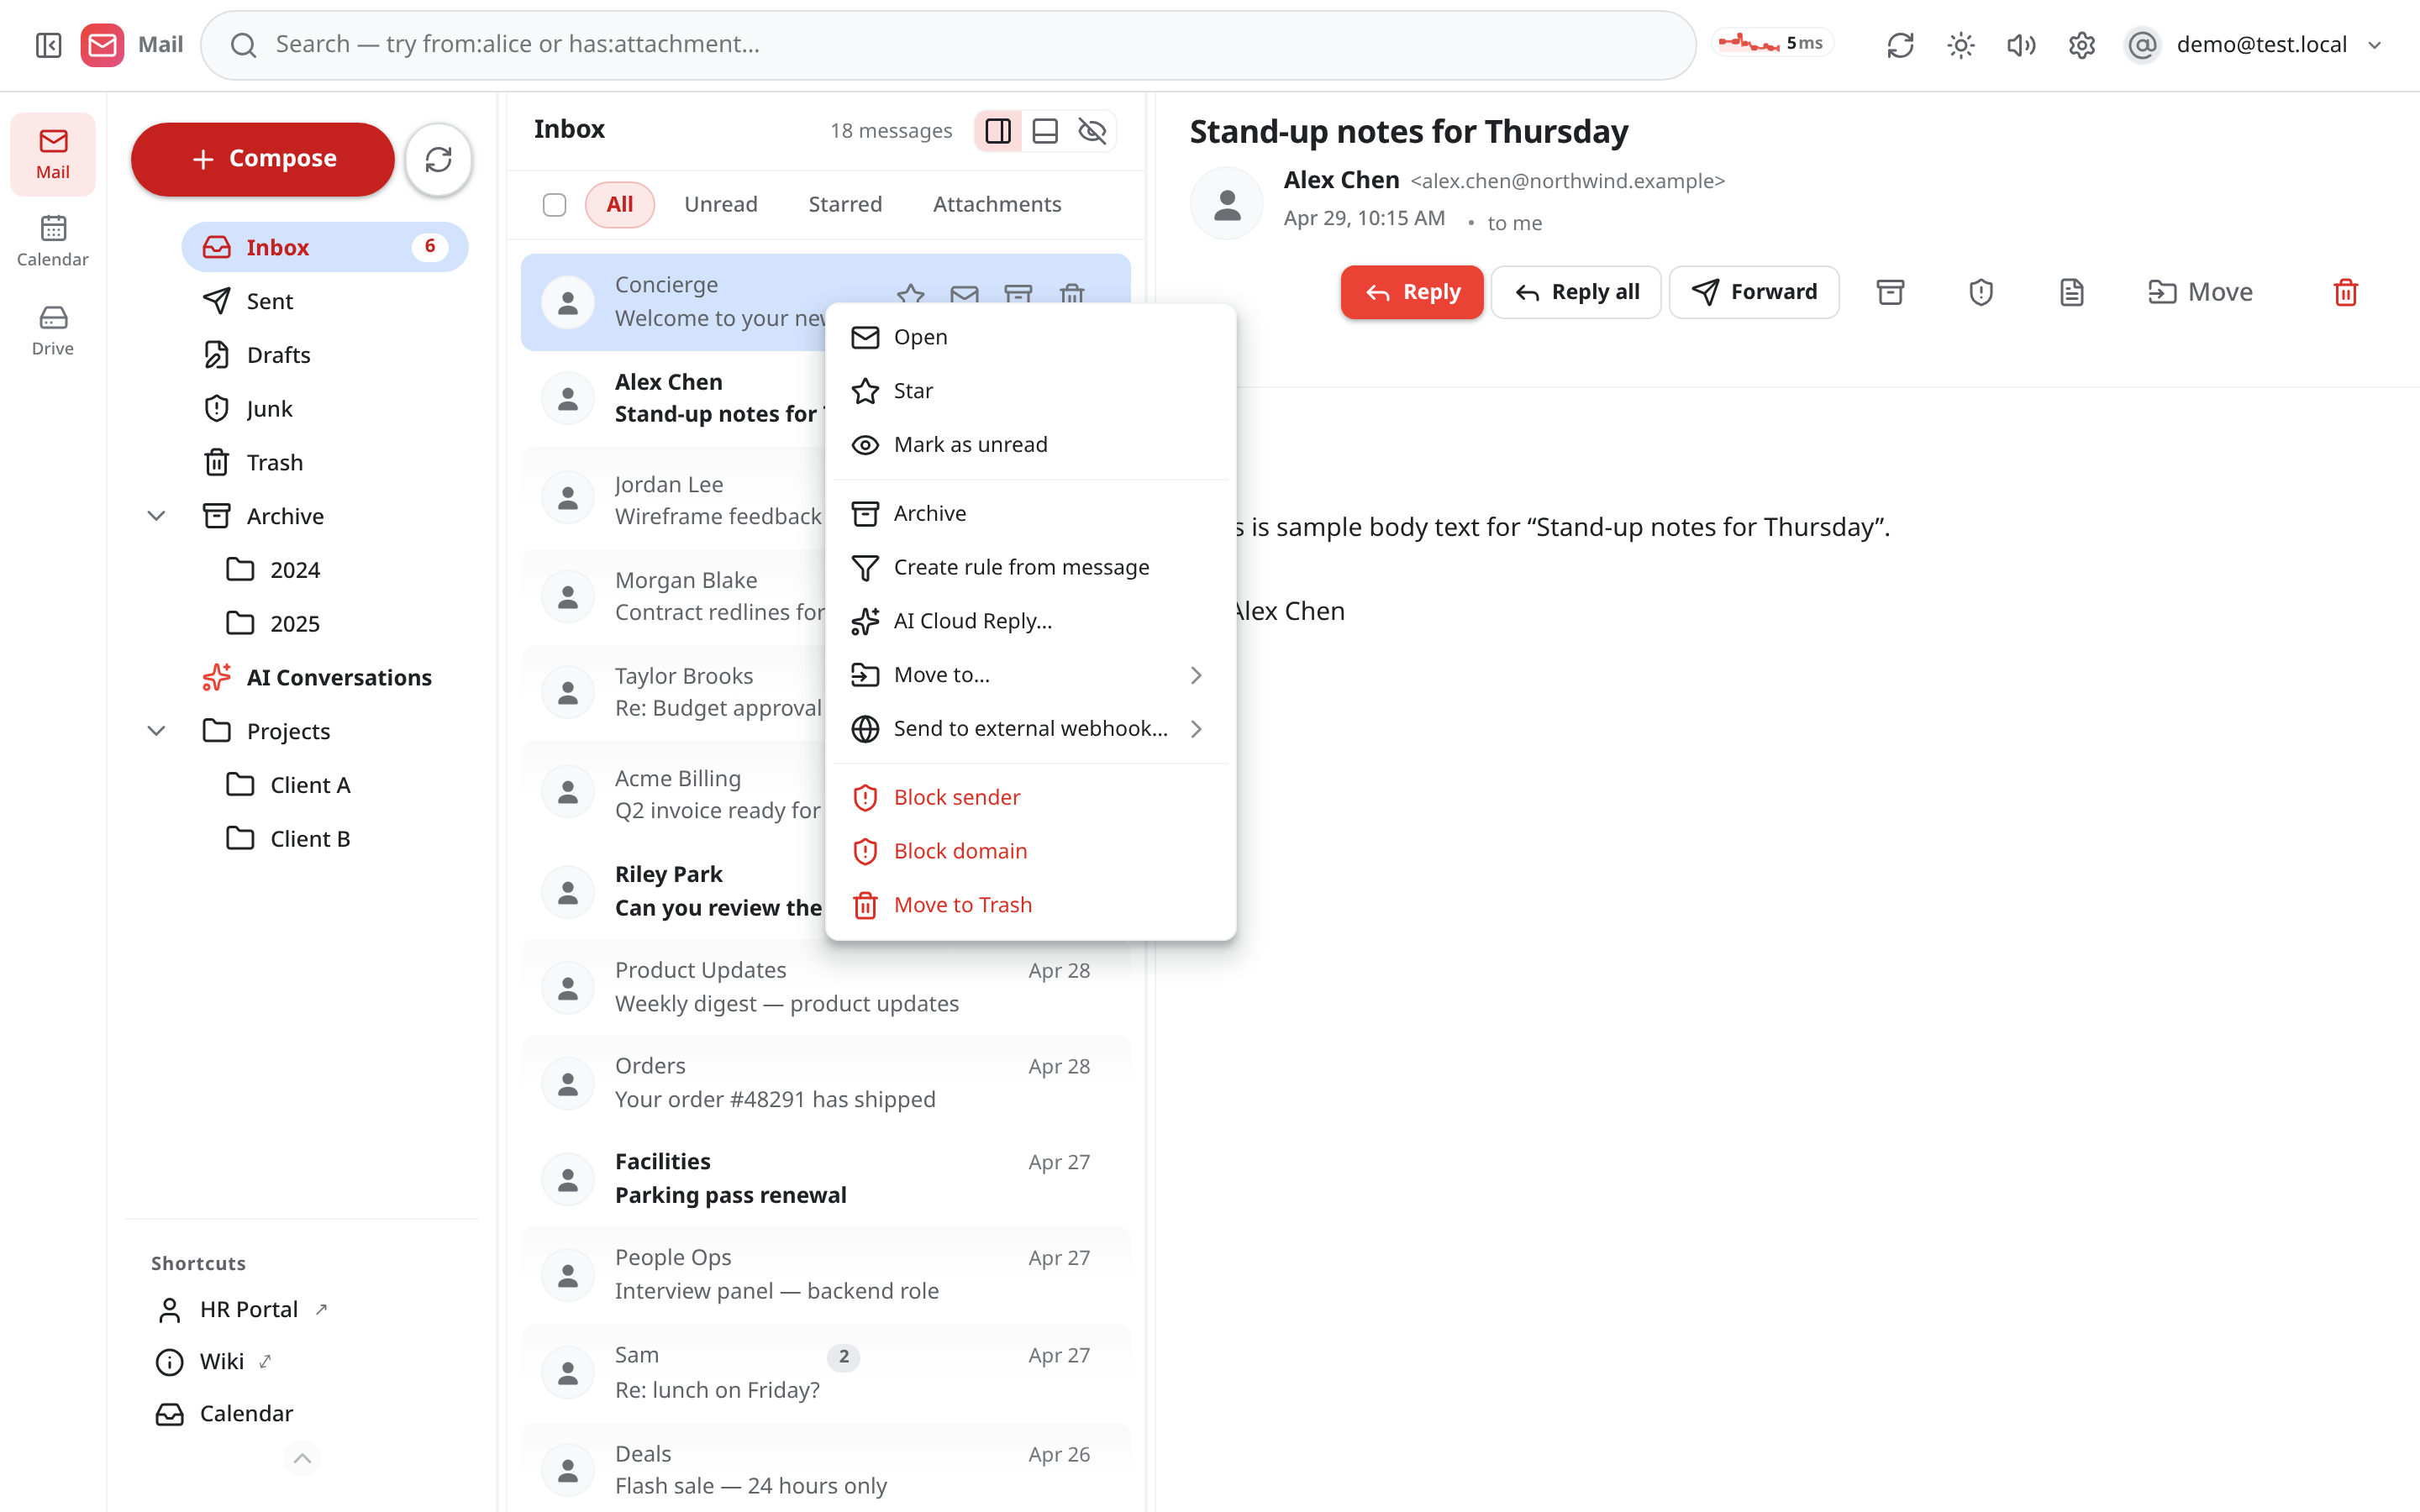 Mail
Search — try from:alice or has:attachment...
5ms
demo@test.local
Mail
Calendar
Drive
Compose
Inbox 6
Sent
Drafts
Junk
Trash
Archive
2024
2025
AI Conversations
Projects
Client A
Client B
Shortcuts
HR Portal
Wiki
Calendar
Inbox
18 messages
All Unread Starred Attachments
Concierge
Welcome to your
Alex Chen
Stand-up notes for
Jordan Lee
Wireframe feedback
Morgan Blake
Contract redlines for
Taylor Brooks
Re: Budget approval
Acme Billing
Q2 invoice ready for
Riley Park
Can you review the
Product Updates Apr 28
Weekly digest — product updates
Orders Apr 28
Your order #48291 has shipped
Facilities Apr 27
Parking pass renewal
People Ops Apr 27
Interview panel — backend role
Sam 2 Apr 27
Re: lunch on Friday?
Deals Apr 26
Flash sale — 24 hours only
Open
Star
Mark as unread
Archive
Create rule from message
AI Cloud Reply...
Move to...
Send to external webhook...
Block sender
Block domain
Move to Trash
Stand-up notes for Thursday
Alex Chen <alex.chen@northwind.example>
Apr 29, 10:15 AM • to me
Reply Reply all Forward Move
is sample body text for “Stand-up notes for Thursday”.
Alex Chen